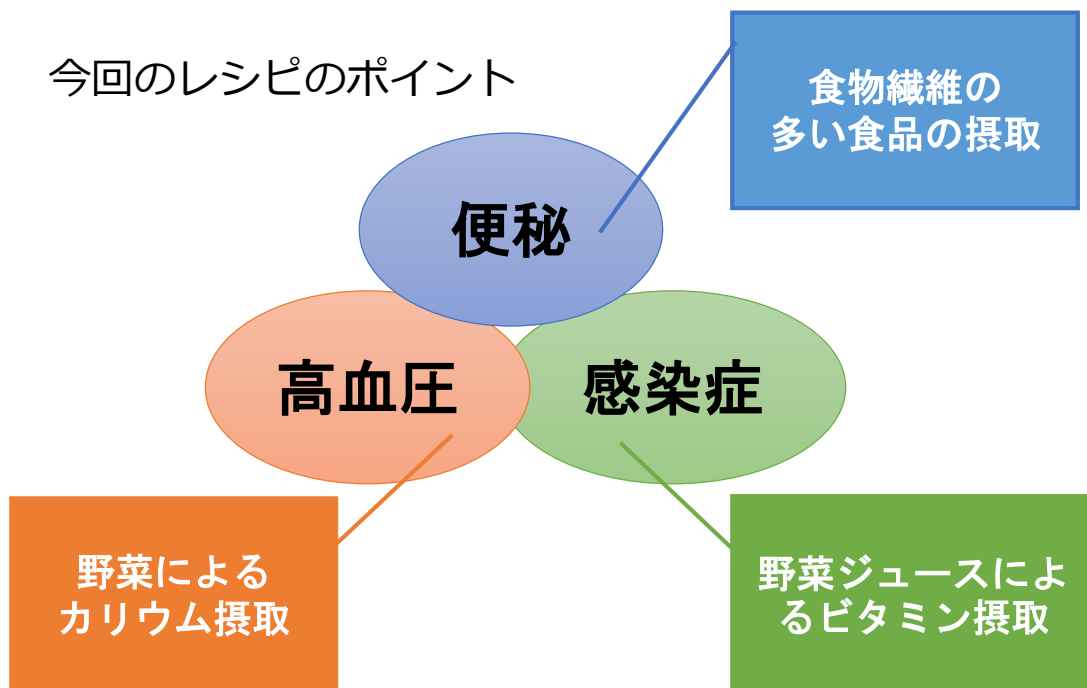 今回のレシピのポイント
食物繊維の
多い食品の摂取
便秘
高血圧
感染症
野菜による
カリウム摂取
野菜ジュースによ
るビタミン摂取